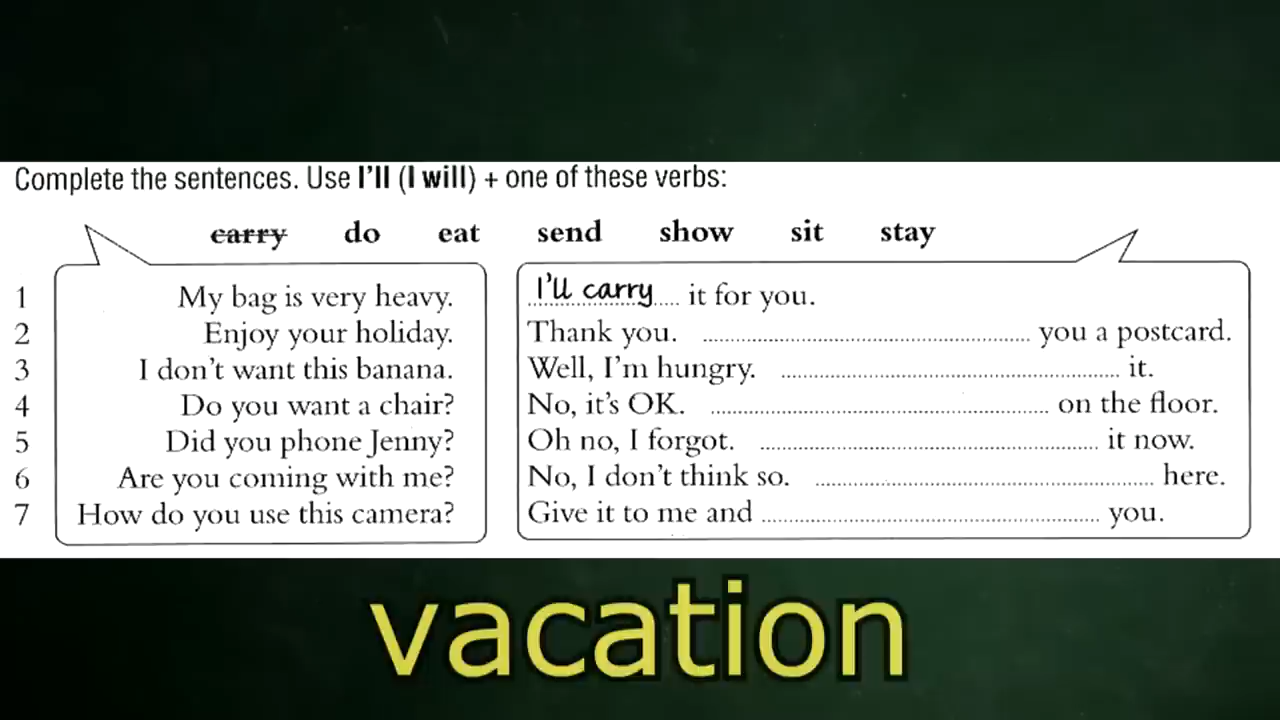 Complete the sentences. Use I'll (I will) + one of these verbs:
carry do eat send show sit stay
1 My bag is very heavy. I'll carry it for you.
2 Enjoy your holiday. Thank you. .......... you a postcard.
3 I don't want this banana. Well, I'm hungry. .......... it.
4 Do you want a chair? No, it's OK. .......... on the floor.
5 Did you phone Jenny? Oh no, I forgot. .......... it now.
6 Are you coming with me? No, I don't think so. .......... here.
7 How do you use this camera? Give it to me and .......... you.
vacation